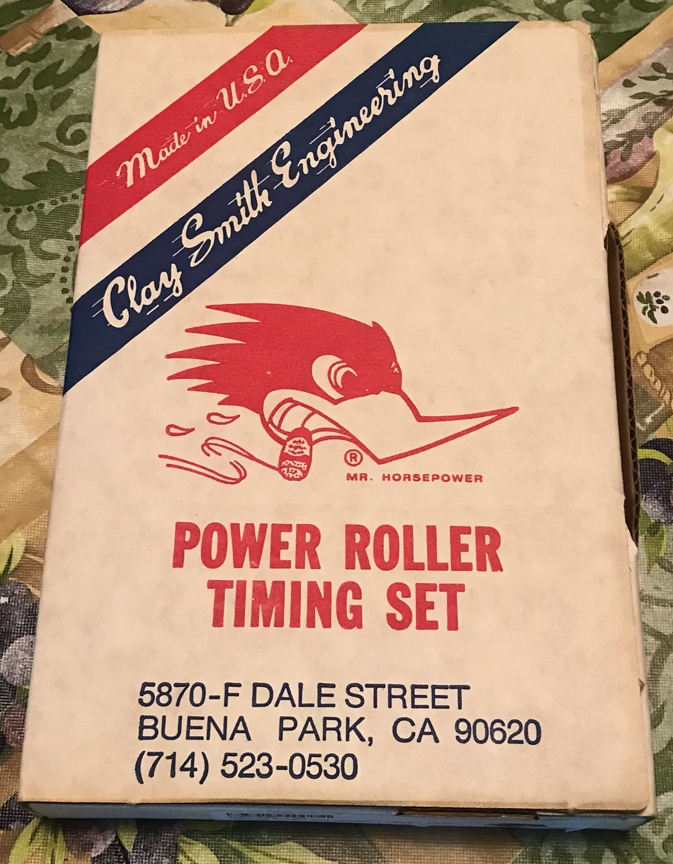 Made in U.S.A.
Clay Smith Engineering
®
MR. HORSEPOWER
POWER ROLLER
TIMING SET
5870-F DALE STREET
BUENA PARK, CA 90620
(714) 523-0530